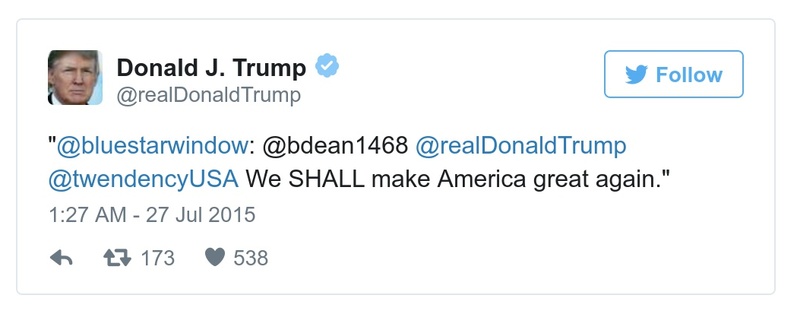 Donald J. Trump
@realDonaldTrump
Follow
"@bluestarwindow: @bdean1468 @realDonaldTrump
@twendencyUSA We SHALL make America great again."
1:27 AM - 27 Jul 2015
173 538